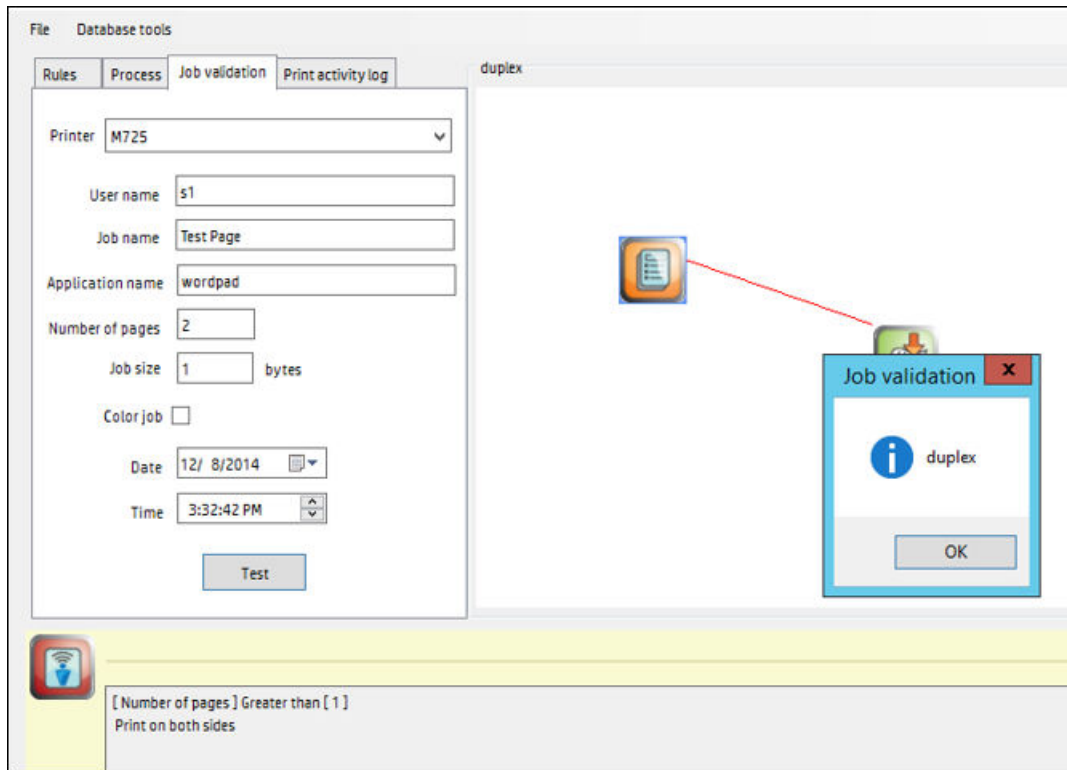 File Database tools
Rules Process Job validation Print activity log
duplex
Printer M725
User name s1
Job name Test Page
Application name wordpad
Number of pages 2
Job size 1 bytes
Color job
Date 12/ 8/2014
Time 3:32:42 PM
Test
Job validation x
duplex
OK
[ Number of pages ] Greater than [ 1 ]
Print on both sides